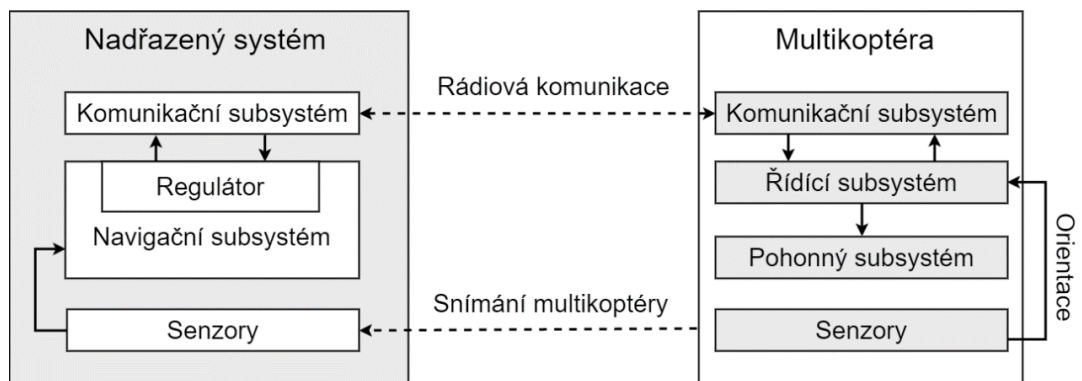 Nadřazený systém
Komunikační subsystém
Regulátor
Navigační subsystém
Senzory
Rádiová komunikace
Snímání multikoptéry
Multikoptéra
Komunikační subsystém
Řídící subsystém
Pohonný subsystém
Senzory
Orientace